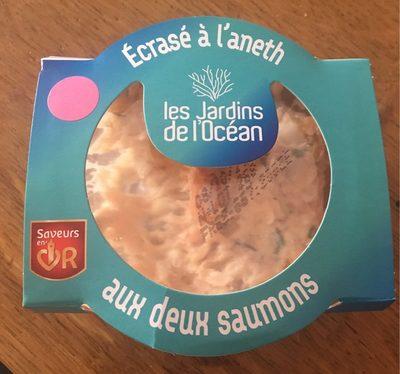 Écrasé à l'aneth
les Jardins
de l'Océan
Saveurs
en
OR
aux deux saumons